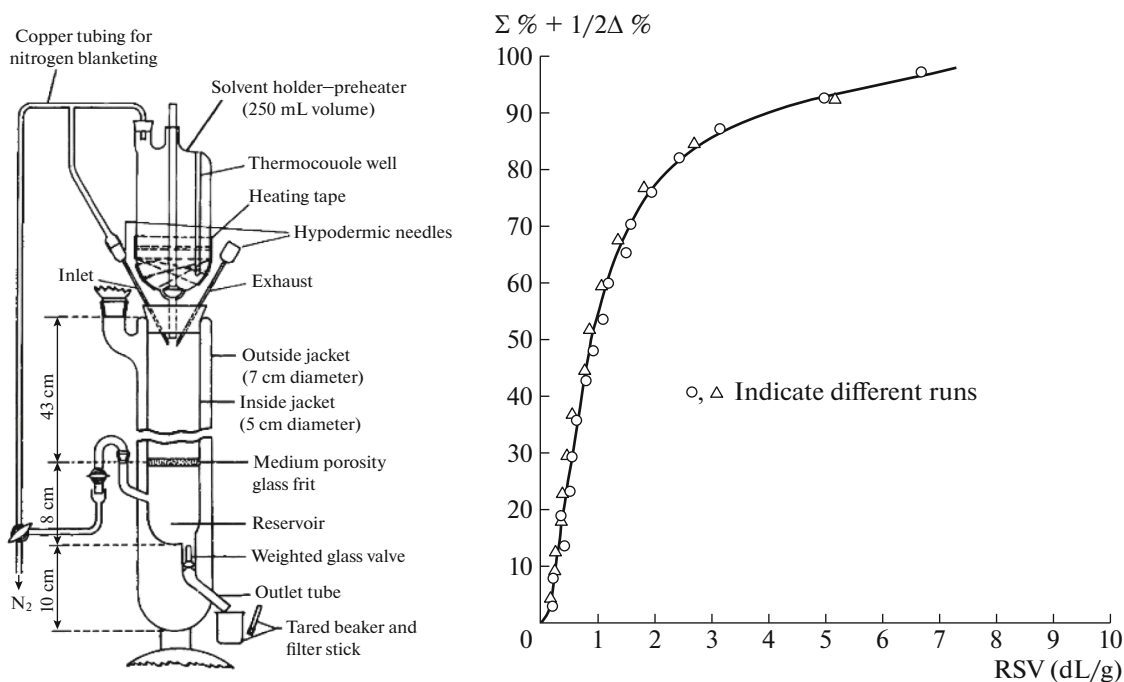 Copper tubing for
nitrogen blanketing
Solvent holder–preheater
(250 mL volume)
Thermocouole well
Heating tape
Hypodermic needles
Inlet
Exhaust
Outside jacket
(7 cm diameter)
43 cm
Inside jacket
(5 cm diameter)
Medium porosity
glass frit
8 cm
Reservoir
Weighted glass valve
10 cm
Outlet tube
N2
Tared beaker and
filter stick
Σ % + 1/2Δ %
100
90
80
70
60
50
40
30
20
10
○, △ Indicate different runs
0 1 2 3 4 5 6 7 8 9 10
RSV (dL/g)